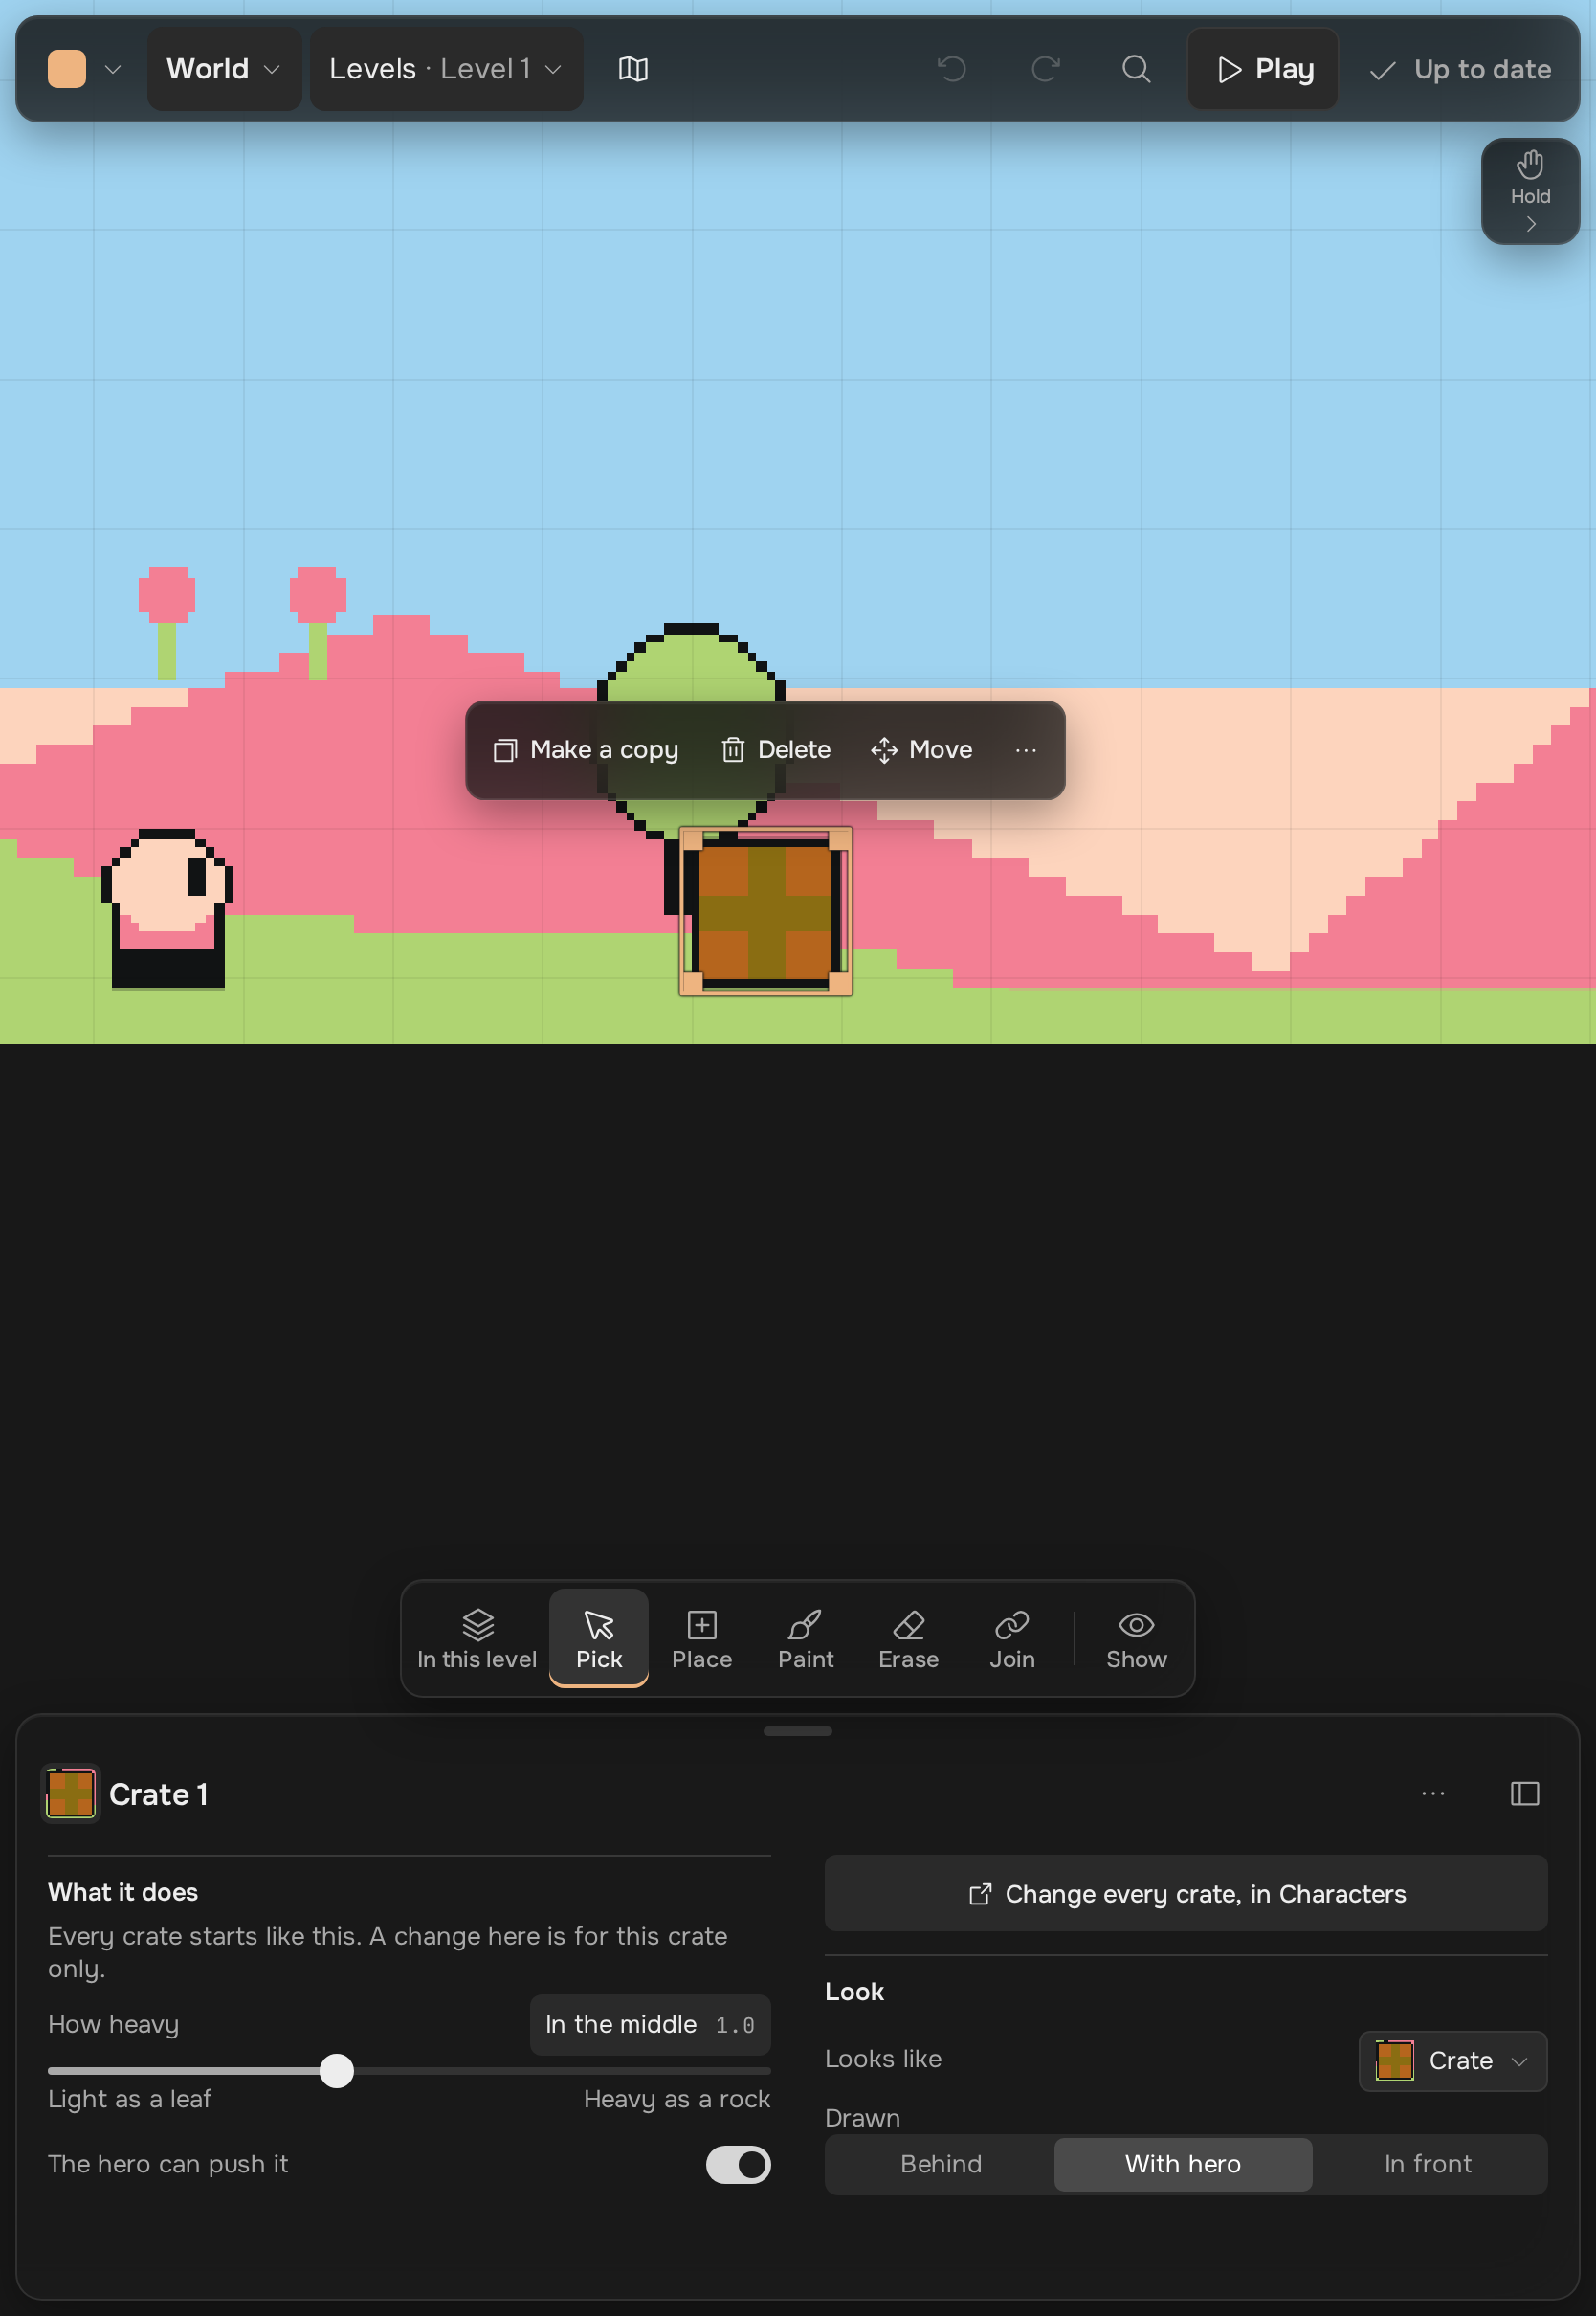 World
Levels · Level 1
Play
Up to date
Hold
Make a copy
Delete
Move
In this level
Pick
Place
Paint
Erase
Join
Show
Crate 1
What it does
Every crate starts like this. A change here is for this crate
only.
How heavy
In the middle 1.0
Light as a leaf
Heavy as a rock
The hero can push it
Change every crate, in Characters
Look
Looks like
Crate
Drawn
Behind
With hero
In front